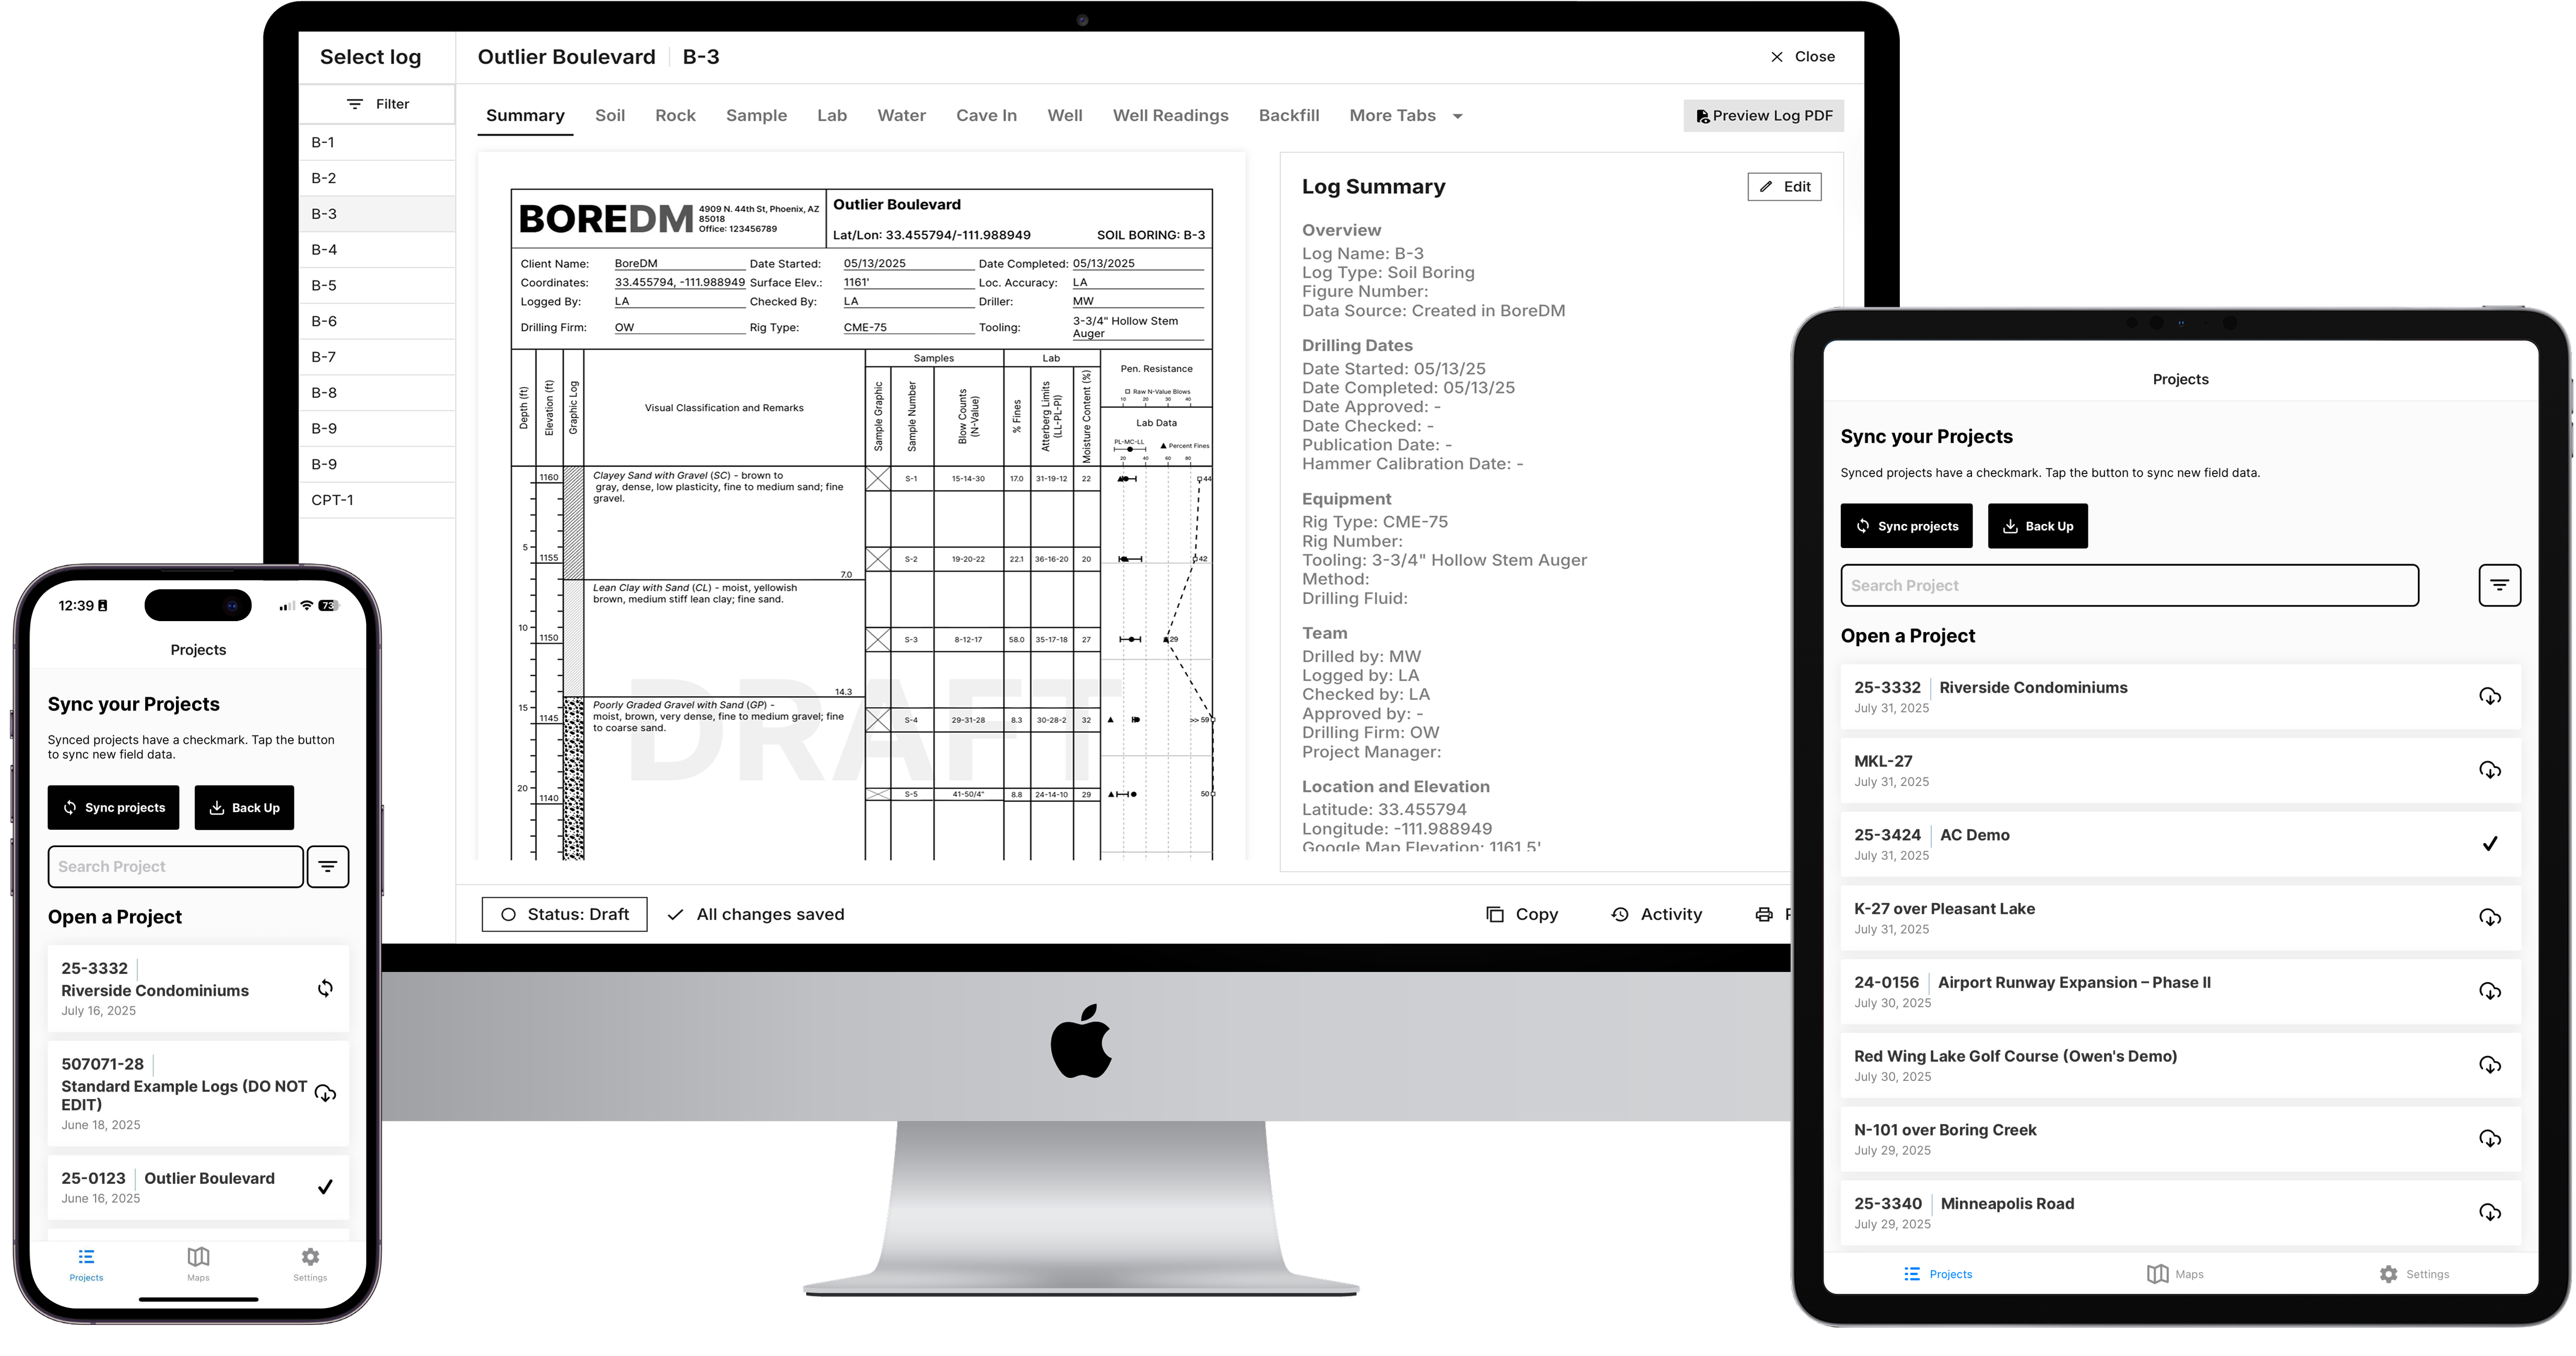 Select log
Filter
B-1
B-2
B-3
B-4
B-5
B-6
B-7
B-8
B-9
B-9
CPT-1
Outlier Boulevard B-3
Close
Summary Soil Rock Sample Lab Water Cave In Well Well Readings Backfill More Tabs
Preview Log PDF
BOREDM
4909 N. 44th St, Phoenix, AZ
85018
Office: 123456789
Outlier Boulevard
Lat/Lon: 33.455794/-111.988949 SOIL BORING: B-3
Client Name: BoreDM Date Started: 05/13/2025 Date Completed: 05/13/2025
Coordinates: 33.455794, -111.988949 Surface Elev.: 1161' Loc. Accuracy: LA
Logged By: LA Checked By: LA Driller: MW
Drilling Firm: OW Rig Type: CME-75 Tooling: 3-3/4" Hollow Stem
Auger
Depth (ft)
Elevation (ft)
Graphic Log
Visual Classification and Remarks
Samples
Sample Graphic
Sample Number
Blow Counts
(N-Value)
Lab
% Fines
Atterberg Limits
(LL-PL-PI)
Moisture Content (%)
Pen. Resistance
Raw N-Value Blows
10 20 30 40
Lab Data
PL-MC-LL
Percent Fines
20 40 60 80
1160
Clayey Sand with Gravel (SC) - brown to
gray, dense, low plasticity, fine to medium sand; fine
gravel.
S-1 15-14-30 17.0 31-19-12 22 44
5
1155
S-2 19-20-22 22.1 36-16-20 20 42
7.0
Lean Clay with Sand (CL) - moist, yellowish
brown, medium stiff lean clay; fine sand.
10
1150
S-3 8-12-17 58.0 35-17-18 27 29
14.3
DRAFT
Poorly Graded Gravel with Sand (GP) -
moist, brown, very dense, fine to medium gravel; fine
to coarse sand.
15
1145
S-4 29-31-28 8.3 30-28-2 32 >> 59
20
1140
S-5 41-50/4" 8.8 24-14-10 29 50
Log Summary
Edit
Overview
Log Name: B-3
Log Type: Soil Boring
Figure Number:
Data Source: Created in BoreDM
Drilling Dates
Date Started: 05/13/25
Date Completed: 05/13/25
Date Approved: -
Date Checked: -
Publication Date: -
Hammer Calibration Date: -
Equipment
Rig Type: CME-75
Rig Number:
Tooling: 3-3/4" Hollow Stem Auger
Method:
Drilling Fluid:
Team
Drilled by: MW
Logged by: LA
Checked by: LA
Approved by: -
Drilling Firm: OW
Project Manager:
Location and Elevation
Latitude: 33.455794
Longitude: -111.988949
Google Map Elevation: 1161.5'
Status: Draft
All changes saved
Copy
Activity
12:39
73
Projects
Sync your Projects
Synced projects have a checkmark. Tap the button
to sync new field data.
Sync projects
Back Up
Search Project
Open a Project
25-3332
Riverside Condominiums
July 16, 2025
507071-28
Standard Example Logs (DO NOT
EDIT)
June 18, 2025
25-0123 Outlier Boulevard
June 16, 2025
Projects Maps Settings
Projects
Sync your Projects
Synced projects have a checkmark. Tap the button to sync new field data.
Sync projects
Back Up
Search Project
Open a Project
25-3332 Riverside Condominiums
July 31, 2025
MKL-27
July 31, 2025
25-3424 AC Demo
July 31, 2025
K-27 over Pleasant Lake
July 31, 2025
24-0156 Airport Runway Expansion – Phase II
July 30, 2025
Red Wing Lake Golf Course (Owen's Demo)
July 30, 2025
N-101 over Boring Creek
July 29, 2025
25-3340 Minneapolis Road
July 29, 2025
Projects Maps Settings